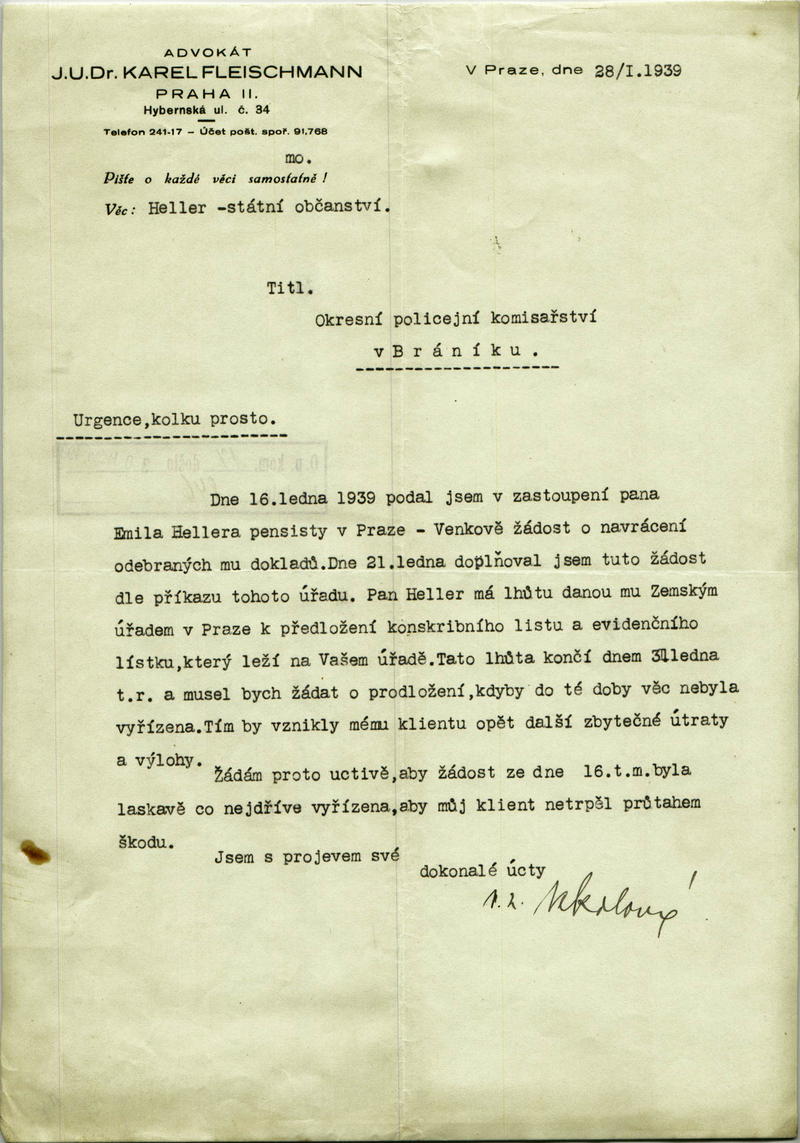 ADVOKÁT
J.U.Dr. KAREL FLEISCHMANN
PRAHA II.
Hybernská ul. č. 34
Telefon 241-17 — Účet pošt. spoř. 91.768
V Praze, dne 28/I.1939
mo.
Pište o každé věci samostatně !
Věc: Heller -státní občanství.
Titl.
Okresní policejní komisařství
v B r á n í k u .
Urgence,kolku prosto.
Dne 16.ledna 1939 podal jsem v zastoupení pana
Emila Hellera pensisty v Praze - Venkově žádost o navrácení
odebraných mu dokladů.Dne 21.ledna doplňoval jsem tuto žádost
dle příkazu tohoto úřadu. Pan Heller má lhůtu danou mu Zemským
úřadem v Praze k předložení konskribního listu a evidenčního
lístku,který leží na Vašem úřadě.Tato lhůta končí dnem 31ledna
t.r. a musel bych žádat o prodložení,kdyby do té doby věc nebyla
vyřízena.Tím by vznikly mému klientu opět další zbytečné útraty
a výlohy.
Žádám proto uctivě,aby žádost ze dne 16.t.m.byla
laskavě co nejdříve vyřízena,aby můj klient netrpěl průtahem
škodu.
Jsem s projevem své
dokonalé úcty